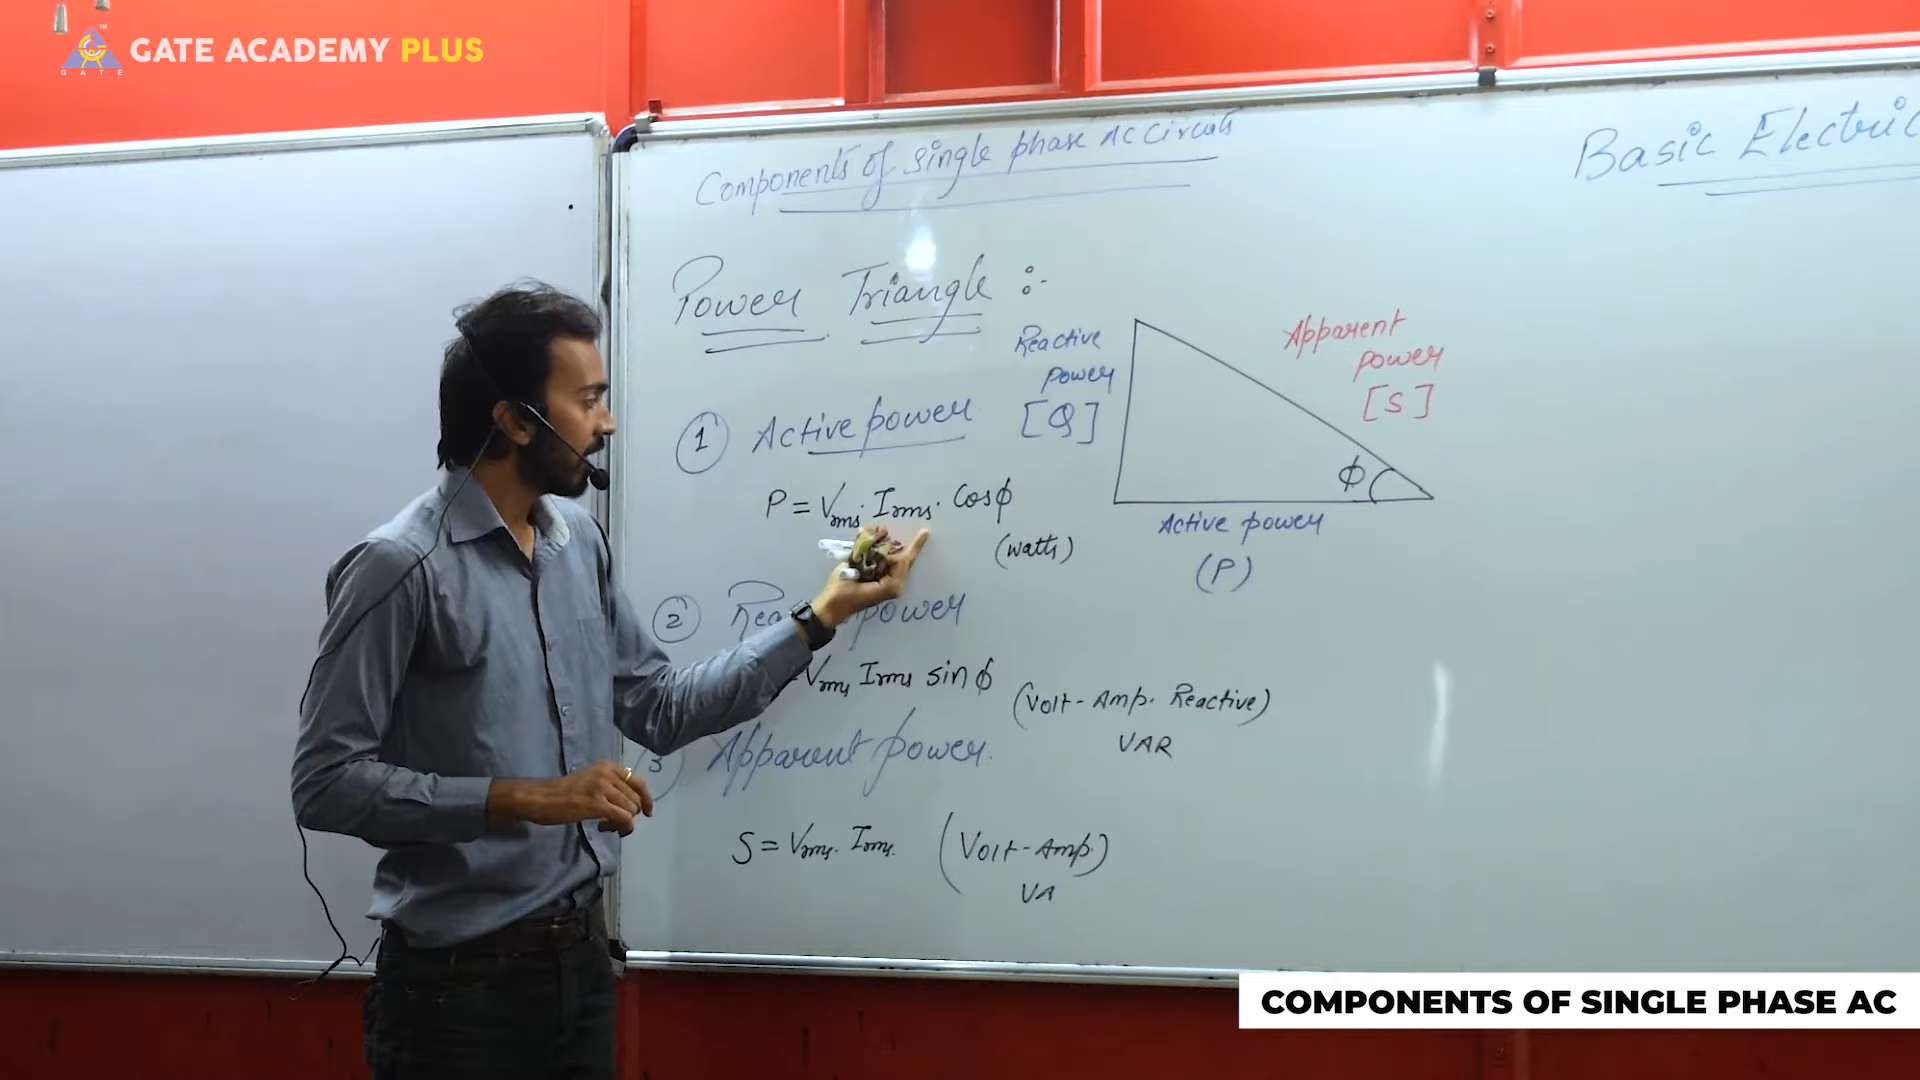 GATE ACADEMY PLUS
GATE
Components of single phase AC Circuits
Basic Electric
Power Triangle :-
Reactive
power
[Q]
Apparent
power
[S]
ϕ
Active power
(P)
1 Active power
P = Vrms. Irms. Cosϕ
(watts)
2 power
= Vrms Irms sinϕ
(Volt-Amp. Reactive)
VAR
3 Apparent power.
S = Vrms. Irms. (Volt-Amp.)
VA
COMPONENTS OF SINGLE PHASE AC